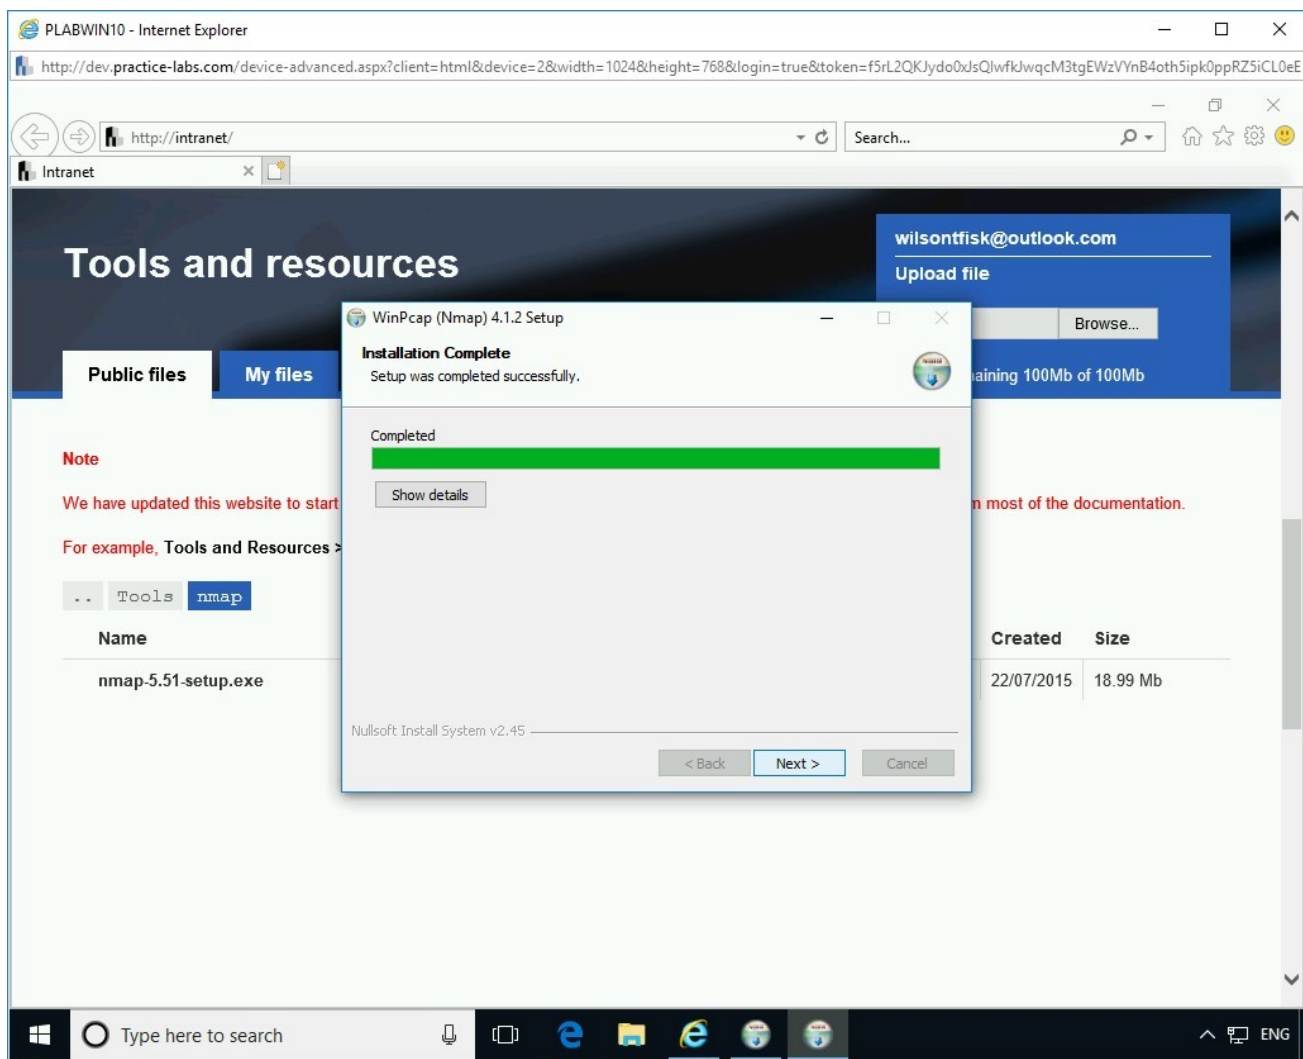 PLABWIN10 - Internet Explorer
http://dev.practice-labs.com/device-advanced.aspx?client=html&device=2&width=1024&height=768&login=true&token=f5rL2QKJydo0xJsQlwfkJwqcM3tgEWzVYnB4oth5ipk0ppRZ5iCL0eE
http://intranet/
Search...
Intranet
wilsontfisk@outlook.com
Tools and resources
Upload file
WinPcap (Nmap) 4.1.2 Setup
Browse...
Installation Complete
Setup was completed successfully.
Public files
My files
aining 100Mb of 100Mb
Completed
Note
Show details
We have updated this website to start
most of the documentation.
For example, Tools and Resources >
.. Tools nmap
Name
Created
Size
nmap-5.51-setup.exe
22/07/2015
18.99 Mb
Nullsoft Install System v2.45
< Back
Next >
Cancel
Type here to search
ENG